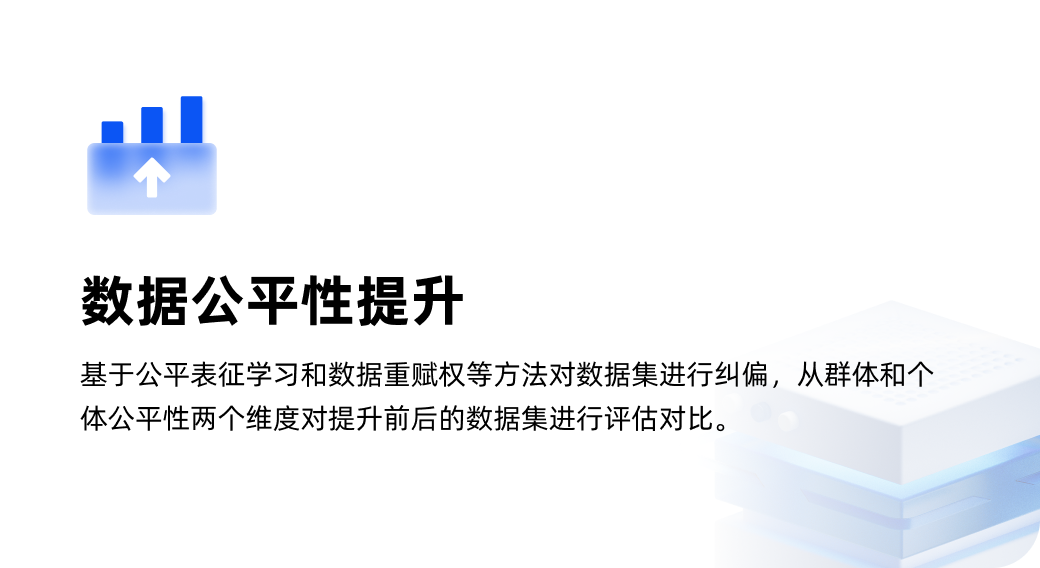 数据公平性提升
基于公平表征学习和数据重赋权等方法对数据集进行纠偏，从群体和个
体公平性两个维度对提升前后的数据集进行评估对比。